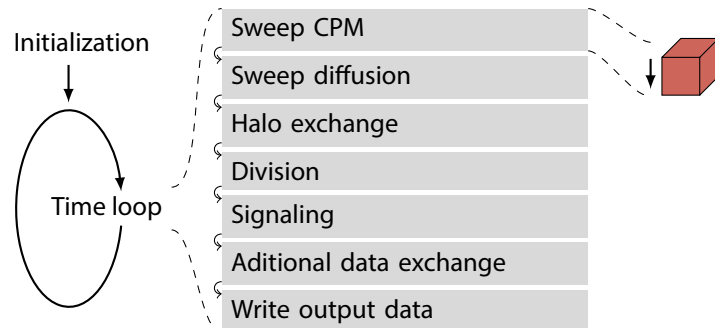 Initialization
Time loop
Sweep CPM
Sweep diffusion
Halo exchange
Division
Signaling
Aditional data exchange
Write output data